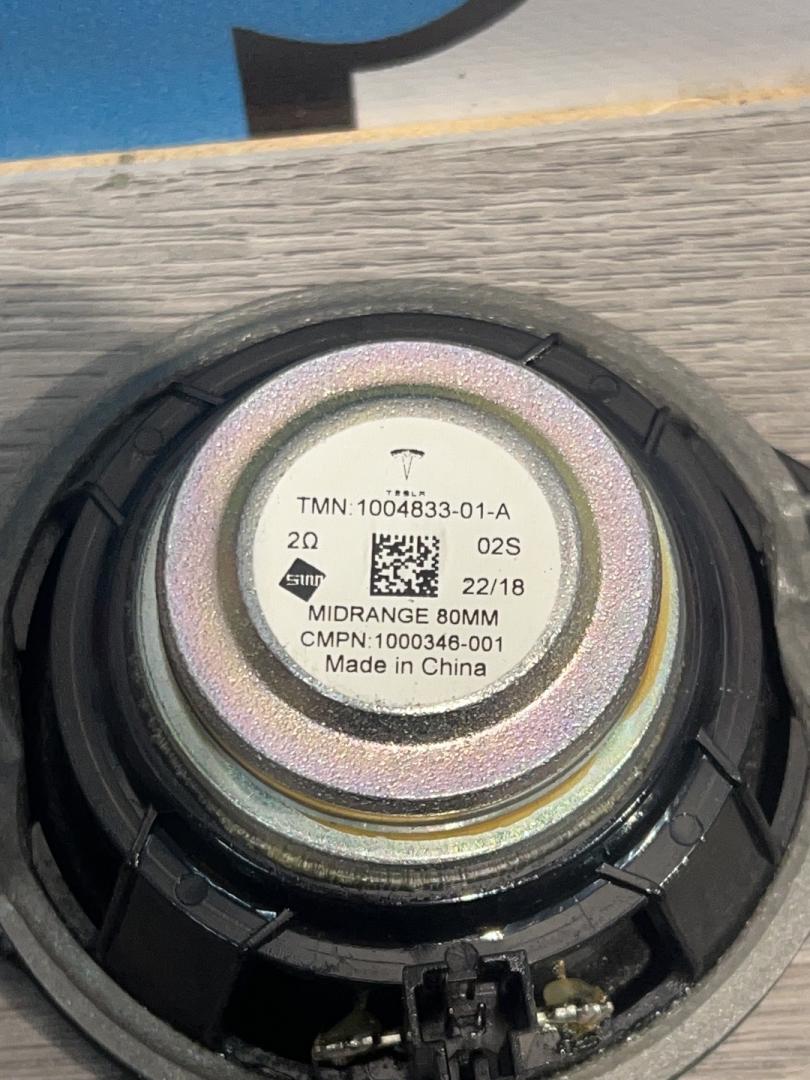 TESLA
TMN:1004833-01-A
2Ω
02S
22/18
MIDRANGE 80MM
CMPN:1000346-001
Made in China